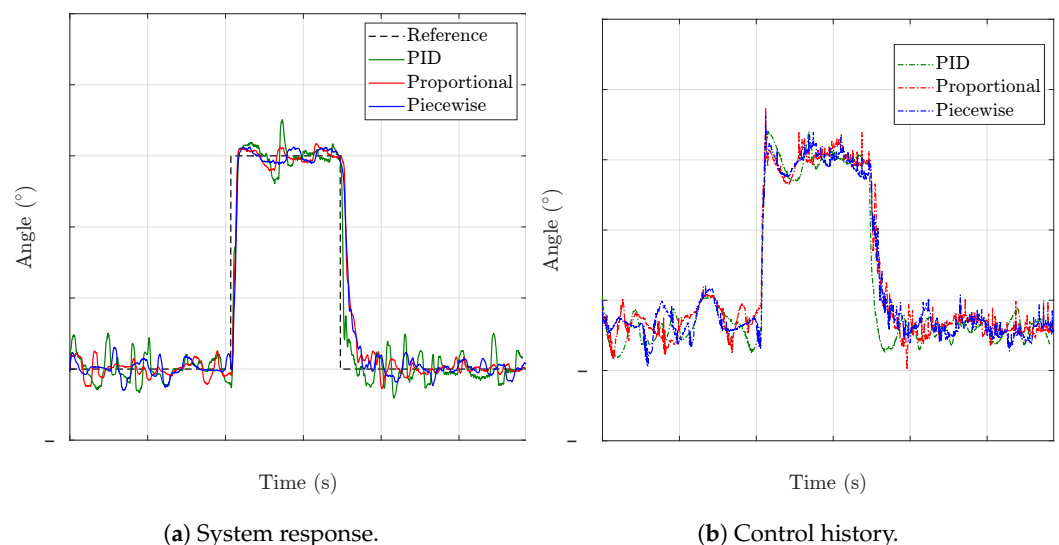 Reference
PID
Proportional
Piecewise
Angle (°)
–
Time (s)
(a) System response.
PID
Proportional
Piecewise
Angle (°)
–
Time (s)
(b) Control history.